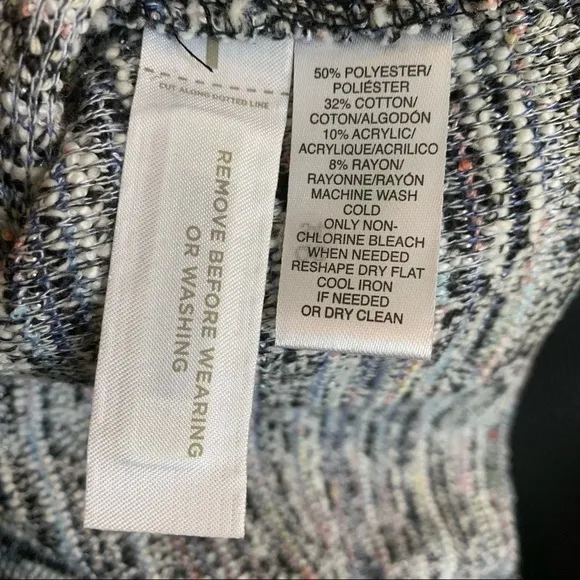 CUT ALONG DOTTED LINE
REMOVE BEFORE WEARING
OR WASHING
50% POLYESTER/
POLIÉSTER
32% COTTON/
COTON/ALGODÓN
10% ACRYLIC/
ACRYLIQUE/ACRILICO
8% RAYON/
RAYONNE/RAYÓN
MACHINE WASH
COLD
ONLY NON-
CHLORINE BLEACH
WHEN NEEDED
RESHAPE DRY FLAT
COOL IRON
IF NEEDED
OR DRY CLEAN